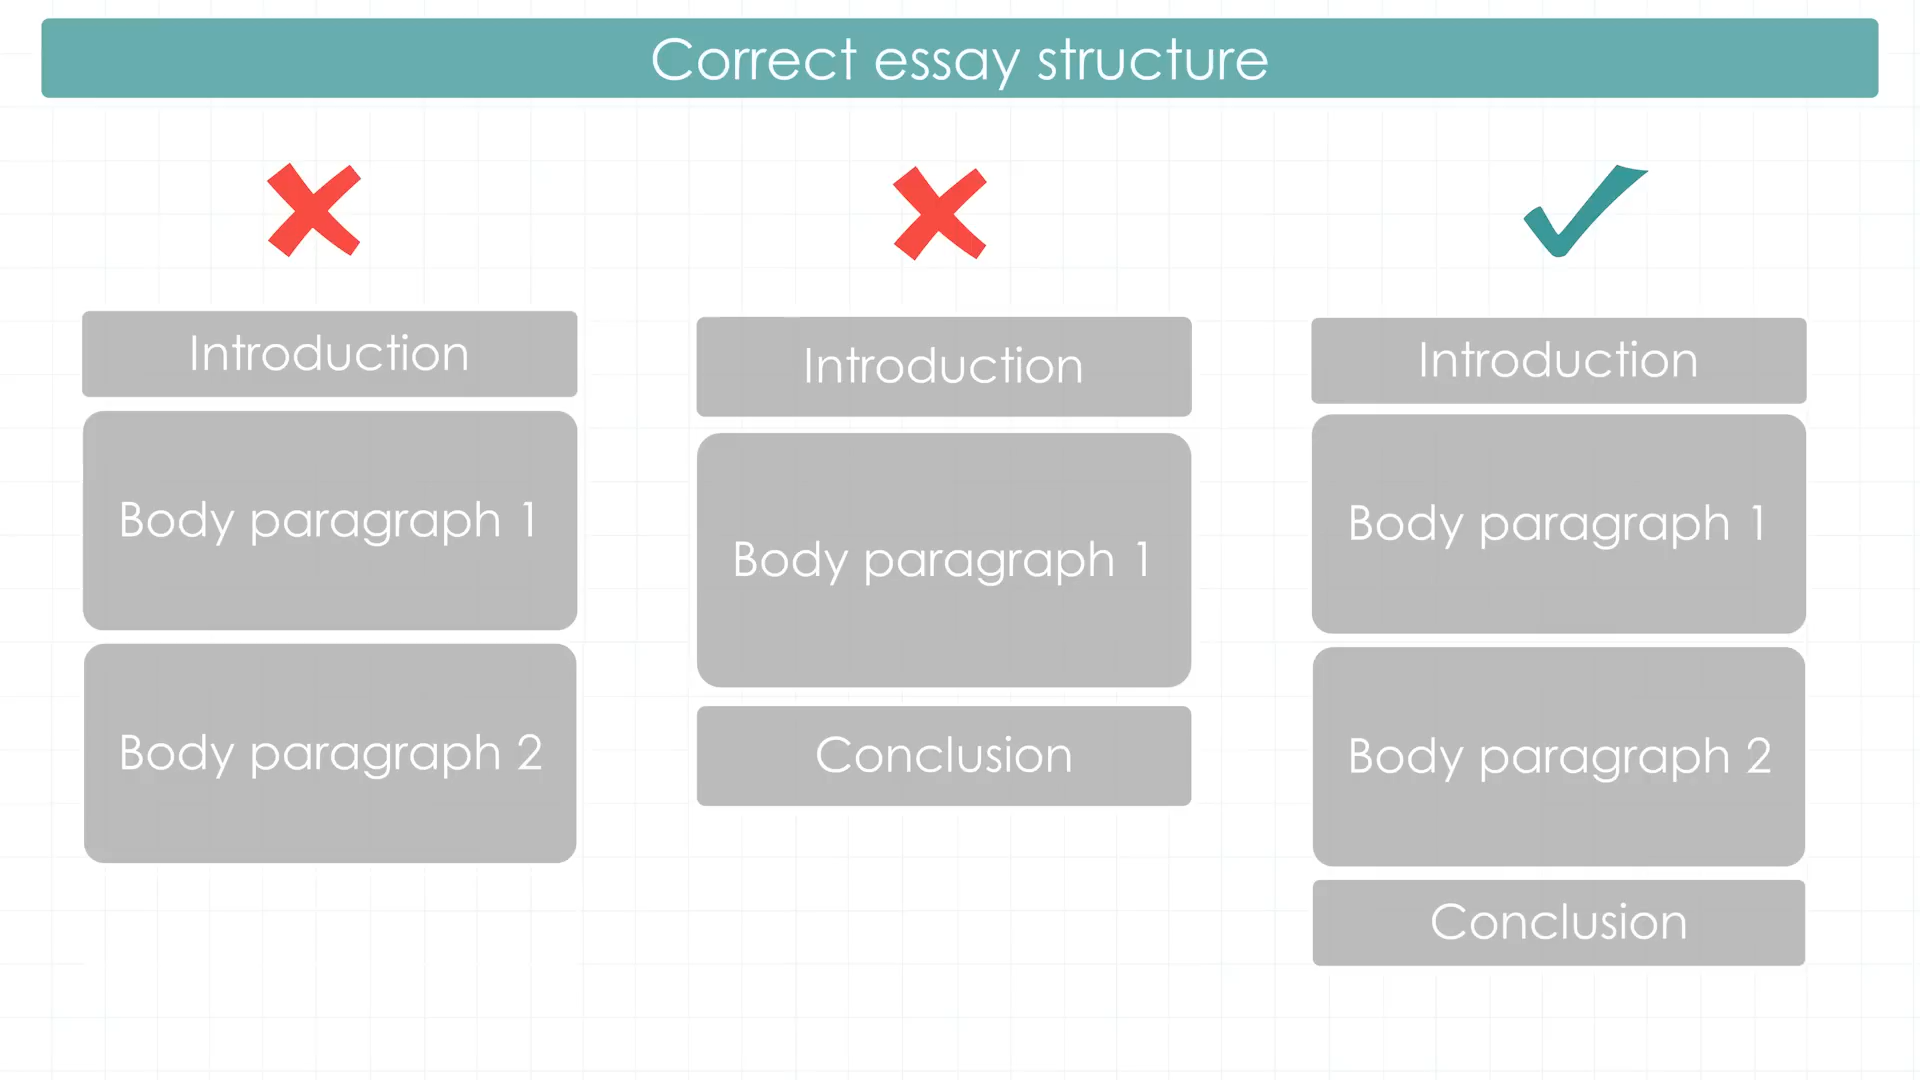 Correct essay structure
Introduction
Body paragraph 1
Body paragraph 2
Introduction
Body paragraph 1
Conclusion
Introduction
Body paragraph 1
Body paragraph 2
Conclusion